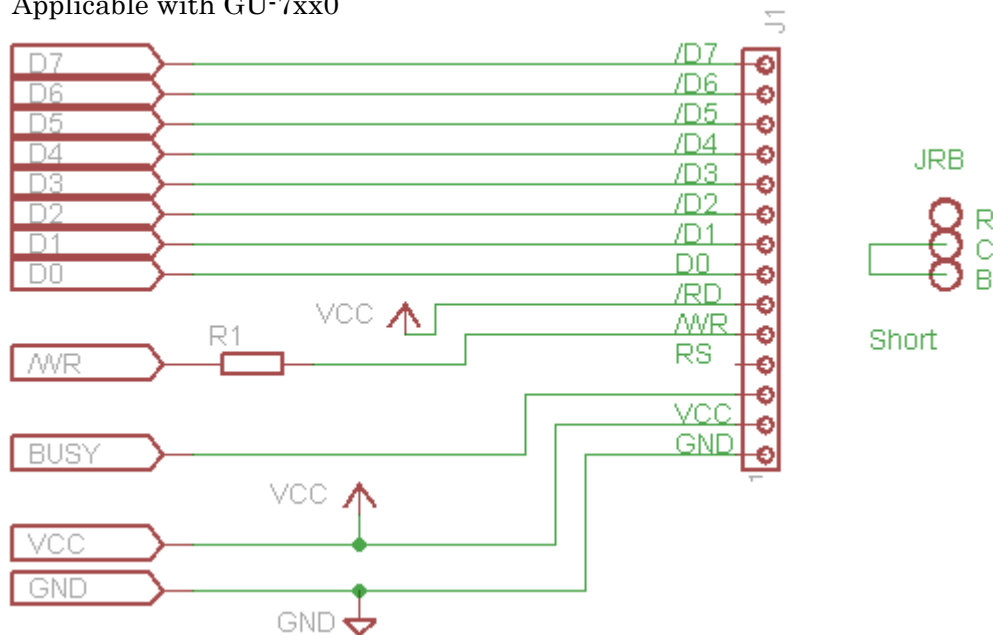 Applicable with GU-7xx0
J1
D7 /D7
D6 /D6
D5 /D5
D4 /D4
D3 /D3
D2 /D2
D1 /D1
D0 D0
JRB
R
C
B
Short
VCC /RD
R1 /WR
/WR RS
BUSY VCC
GND
1
VCC
VCC
GND
GND